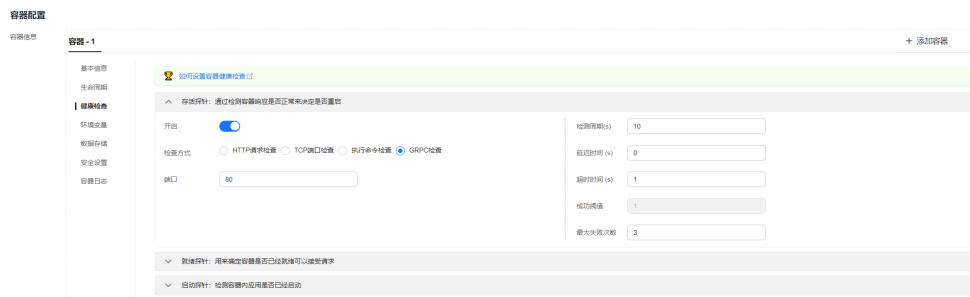 容器配置
容器信息
容器 - 1
+ 添加容器
基本信息
生命周期
健康检查
环境变量
数据存储
安全设置
容器日志
如何设置容器健康检查
存活探针：通过检测容器响应是否正常来决定是否重启
开启
检查方式
HTTP请求检查 TCP端口检查 执行命令检查 GRPC检查
端口
80
检测周期(s)
10
延迟时间 (s)
0
超时时间 (s)
1
成功阈值
1
最大失败次数
3
就绪探针：用来确定容器是否已经就绪可以接受请求
启动探针：检测容器内应用是否已经启动